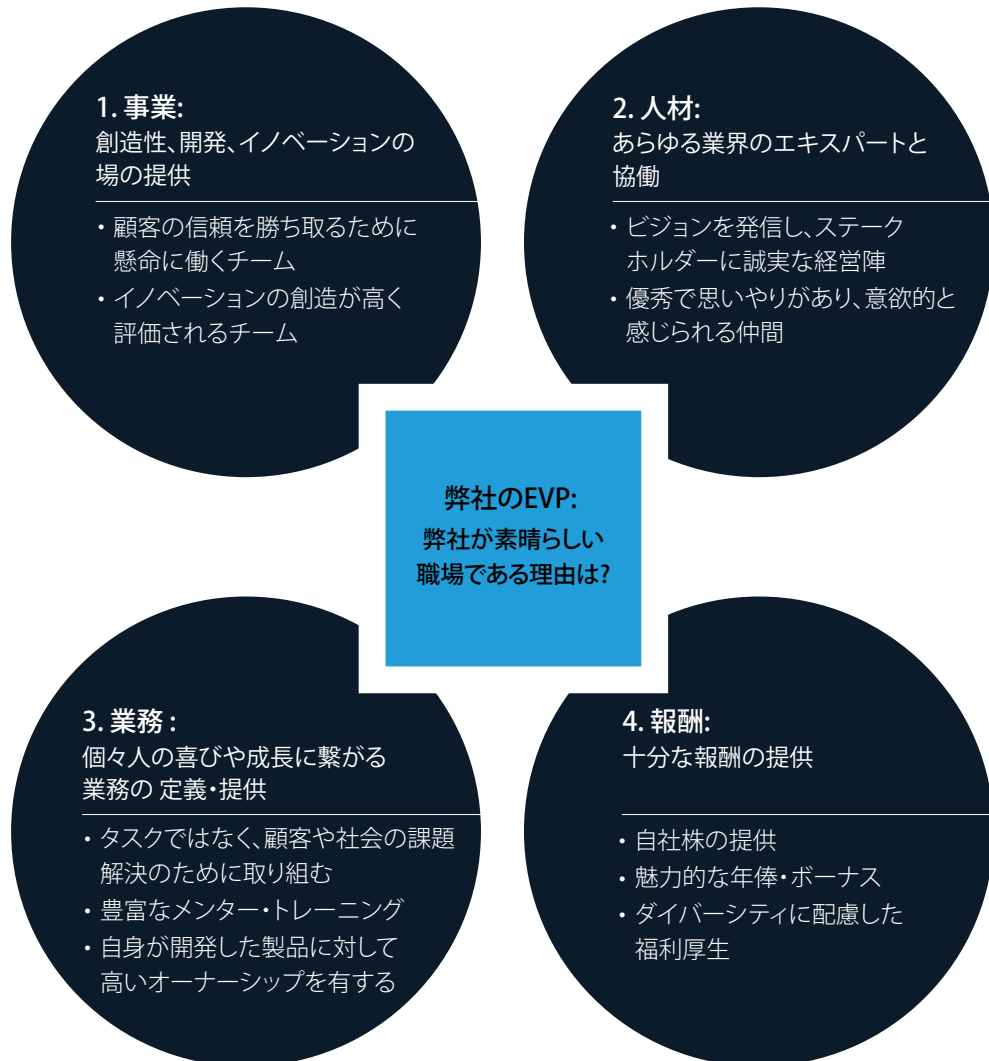 1. 事業:
創造性、開発、イノベーションの
場の提供
・顧客の信頼を勝ち取るために
懸命に働くチーム
・イノベーションの創造が高く
評価されるチーム
2. 人材:
あらゆる業界のエキスパートと
協働
・ビジョンを発信し、ステーク
ホルダーに誠実な経営陣
・優秀で思いやりがあり、意欲的と
感じられる仲間
弊社のEVP:
弊社が素晴らしい
職場である理由は?
3. 業務 :
個々人の喜びや成長に繋がる
業務の 定義・提供
・タスクではなく、顧客や社会の課題
解決のために取り組む
・豊富なメンター・トレーニング
・自身が開発した製品に対して
高いオーナーシップを有する
4. 報酬:
十分な報酬の提供
・自社株の提供
・魅力的な年俸・ボーナス
・ダイバーシティに配慮した
福利厚生